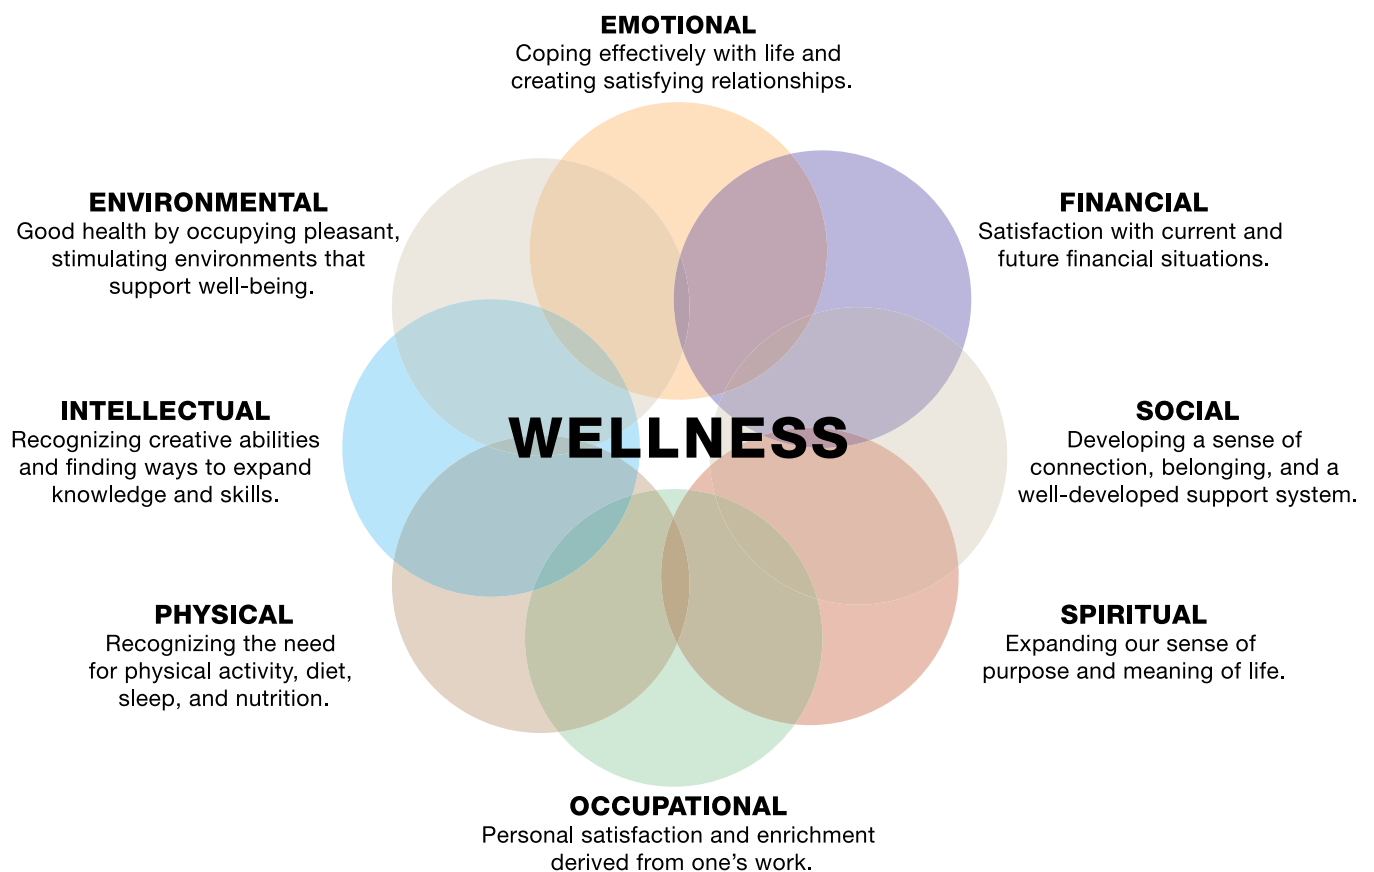 EMOTIONAL
Coping effectively with life and
creating satisfying relationships.
FINANCIAL
Satisfaction with current and
future financial situations.
SOCIAL
Developing a sense of
connection, belonging, and a
well-developed support system.
SPIRITUAL
Expanding our sense of
purpose and meaning of life.
OCCUPATIONAL
Personal satisfaction and enrichment
derived from one’s work.
PHYSICAL
Recognizing the need
for physical activity, diet,
sleep, and nutrition.
INTELLECTUAL
Recognizing creative abilities
and finding ways to expand
knowledge and skills.
ENVIRONMENTAL
Good health by occupying pleasant,
stimulating environments that
support well-being.
WELLNESS